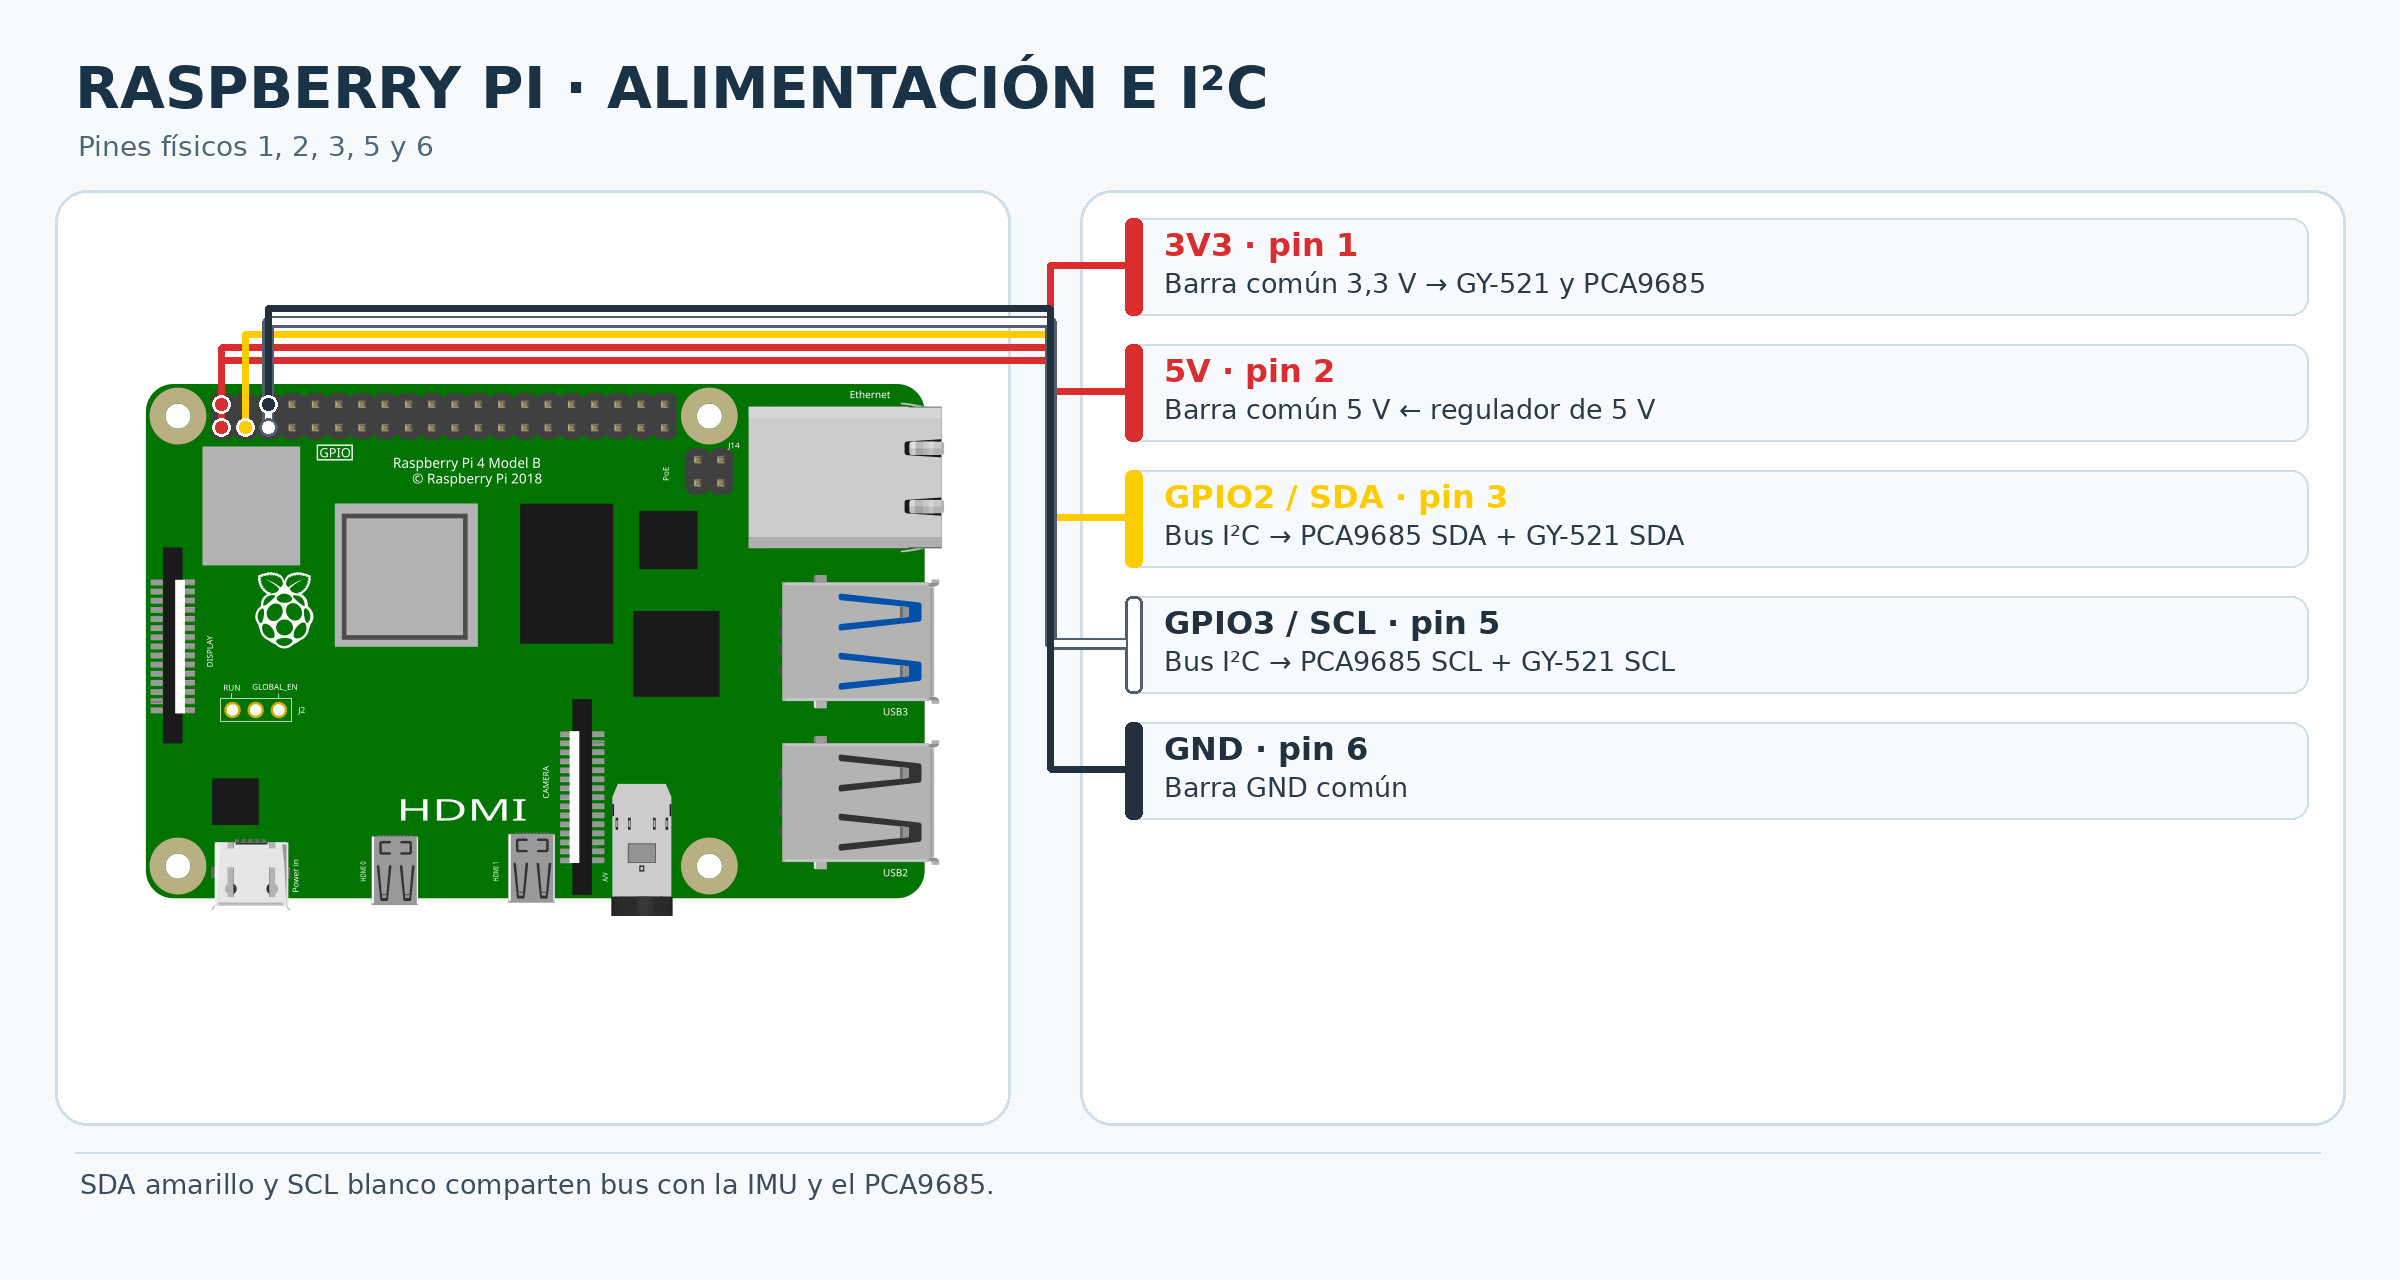 RASPBERRY PI · ALIMENTACIÓN E I²C
Pines físicos 1, 2, 3, 5 y 6
3V3 · pin 1
Barra común 3,3 V → GY-521 y PCA9685
5V · pin 2
Barra común 5 V ← regulador de 5 V
GPIO2 / SDA · pin 3
Bus I²C → PCA9685 SDA + GY-521 SDA
GPIO3 / SCL · pin 5
Bus I²C → PCA9685 SCL + GY-521 SCL
GND · pin 6
Barra GND común
Ethernet
J14
GPIO
PoE
Raspberry Pi 4 Model B
© Raspberry Pi 2018
DISPLAY
RUN
GLOBAL_EN
J2
USB3
CAMERA
HDMI
Power in
HDMI 0
HDMI 1
A/V
USB2
SDA amarillo y SCL blanco comparten bus con la IMU y el PCA9685.